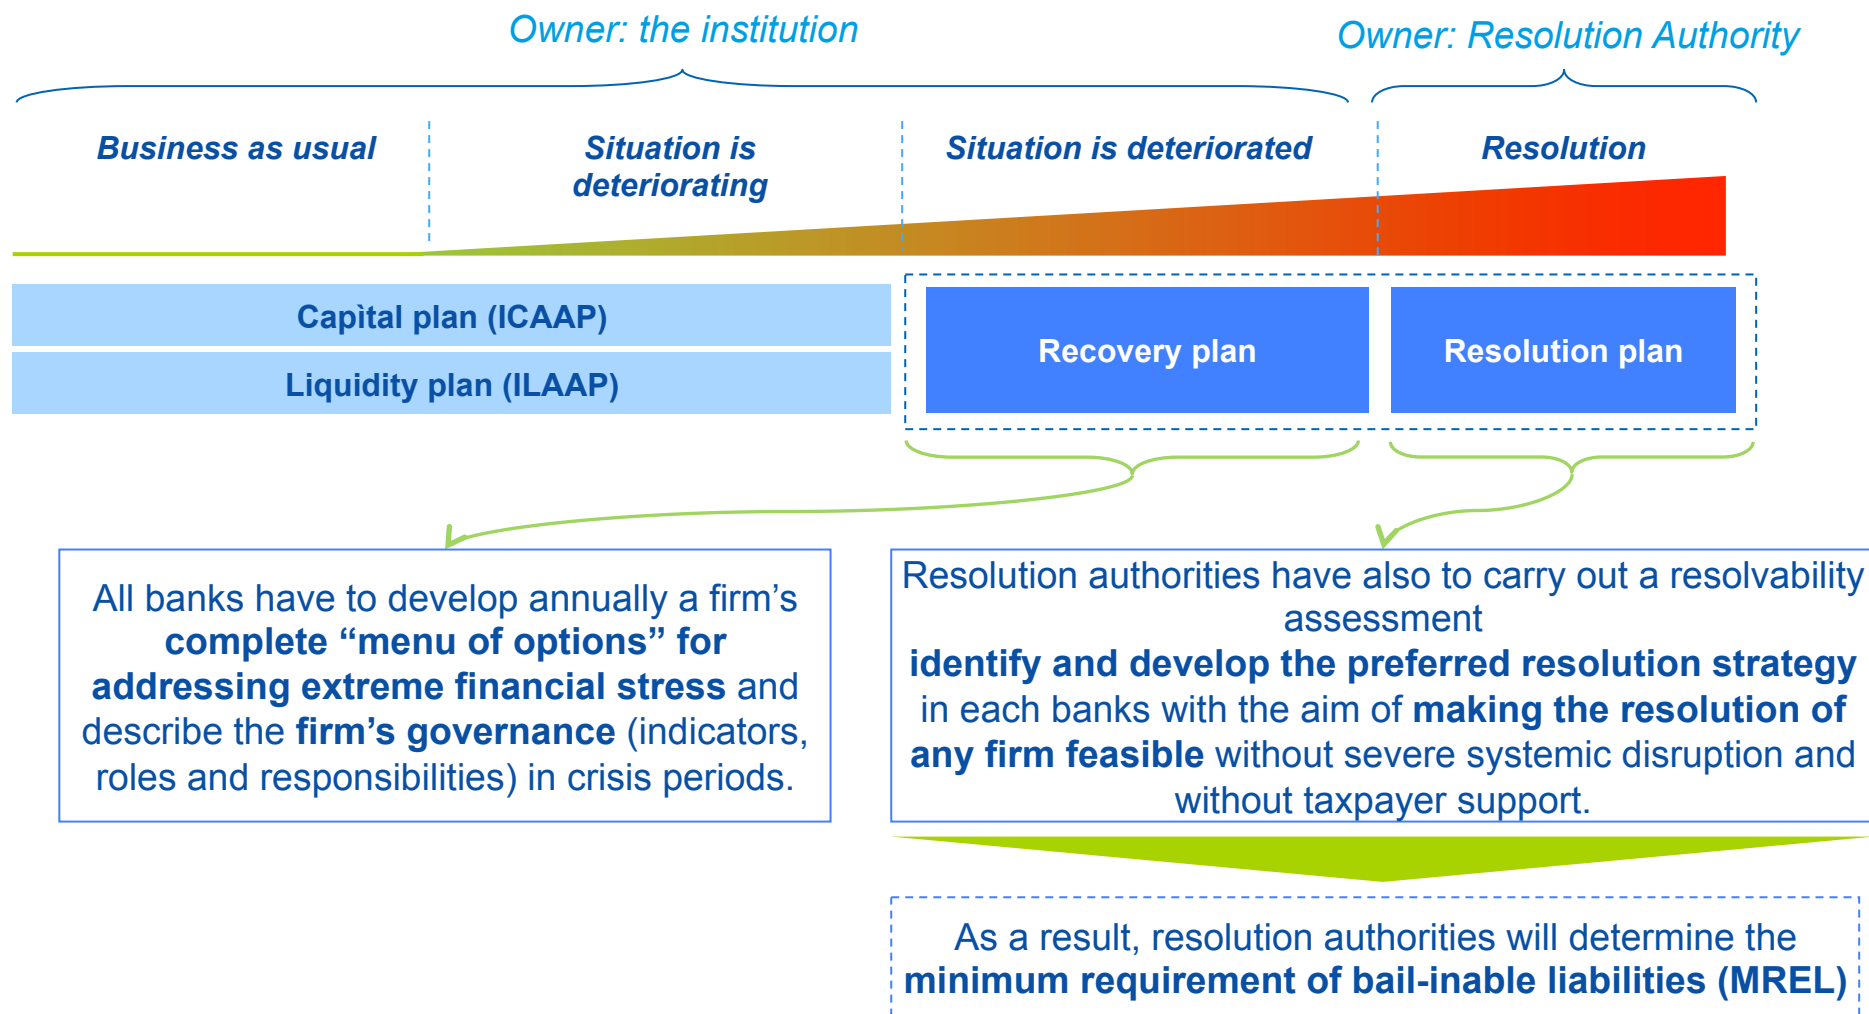 Owner: the institution
Owner: Resolution Authority
Business as usual
Situation is
deteriorating
Situation is deteriorated
Resolution
Capìtal plan (ICAAP)
Liquidity plan (ILAAP)
Recovery plan
Resolution plan
All banks have to develop annually a firm’s
complete “menu of options” for
addressing extreme financial stress and
describe the firm’s governance (indicators,
roles and responsibilities) in crisis periods.
Resolution authorities have also to carry out a resolvability
assessment
identify and develop the preferred resolution strategy
in each banks with the aim of making the resolution of
any firm feasible without severe systemic disruption and
without taxpayer support.
As a result, resolution authorities will determine the
minimum requirement of bail-inable liabilities (MREL)